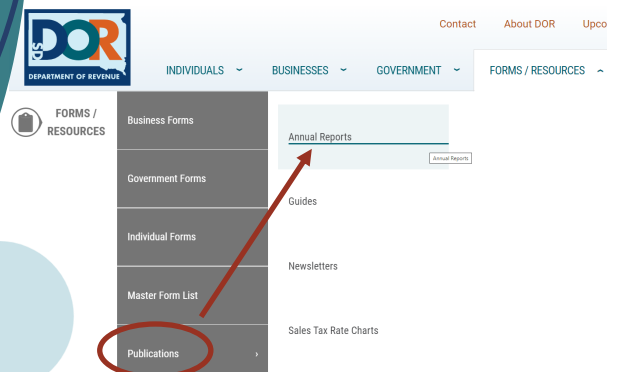 Contact About DOR Upco
SD
DOR
DEPARTMENT OF REVENUE
INDIVIDUALS BUSINESSES GOVERNMENT FORMS / RESOURCES
FORMS /
RESOURCES
Business Forms
Government Forms
Individual Forms
Master Form List
Publications
Annual Reports
Annual Reports
Guides
Newsletters
Sales Tax Rate Charts